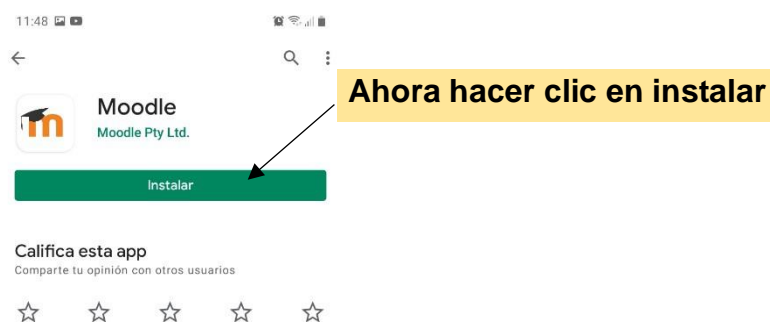 11:48
Ahora hacer clic en instalar
m
Moodle
Moodle Pty Ltd.
Instalar
Califica esta app
Comparte tu opinión con otros usuarios